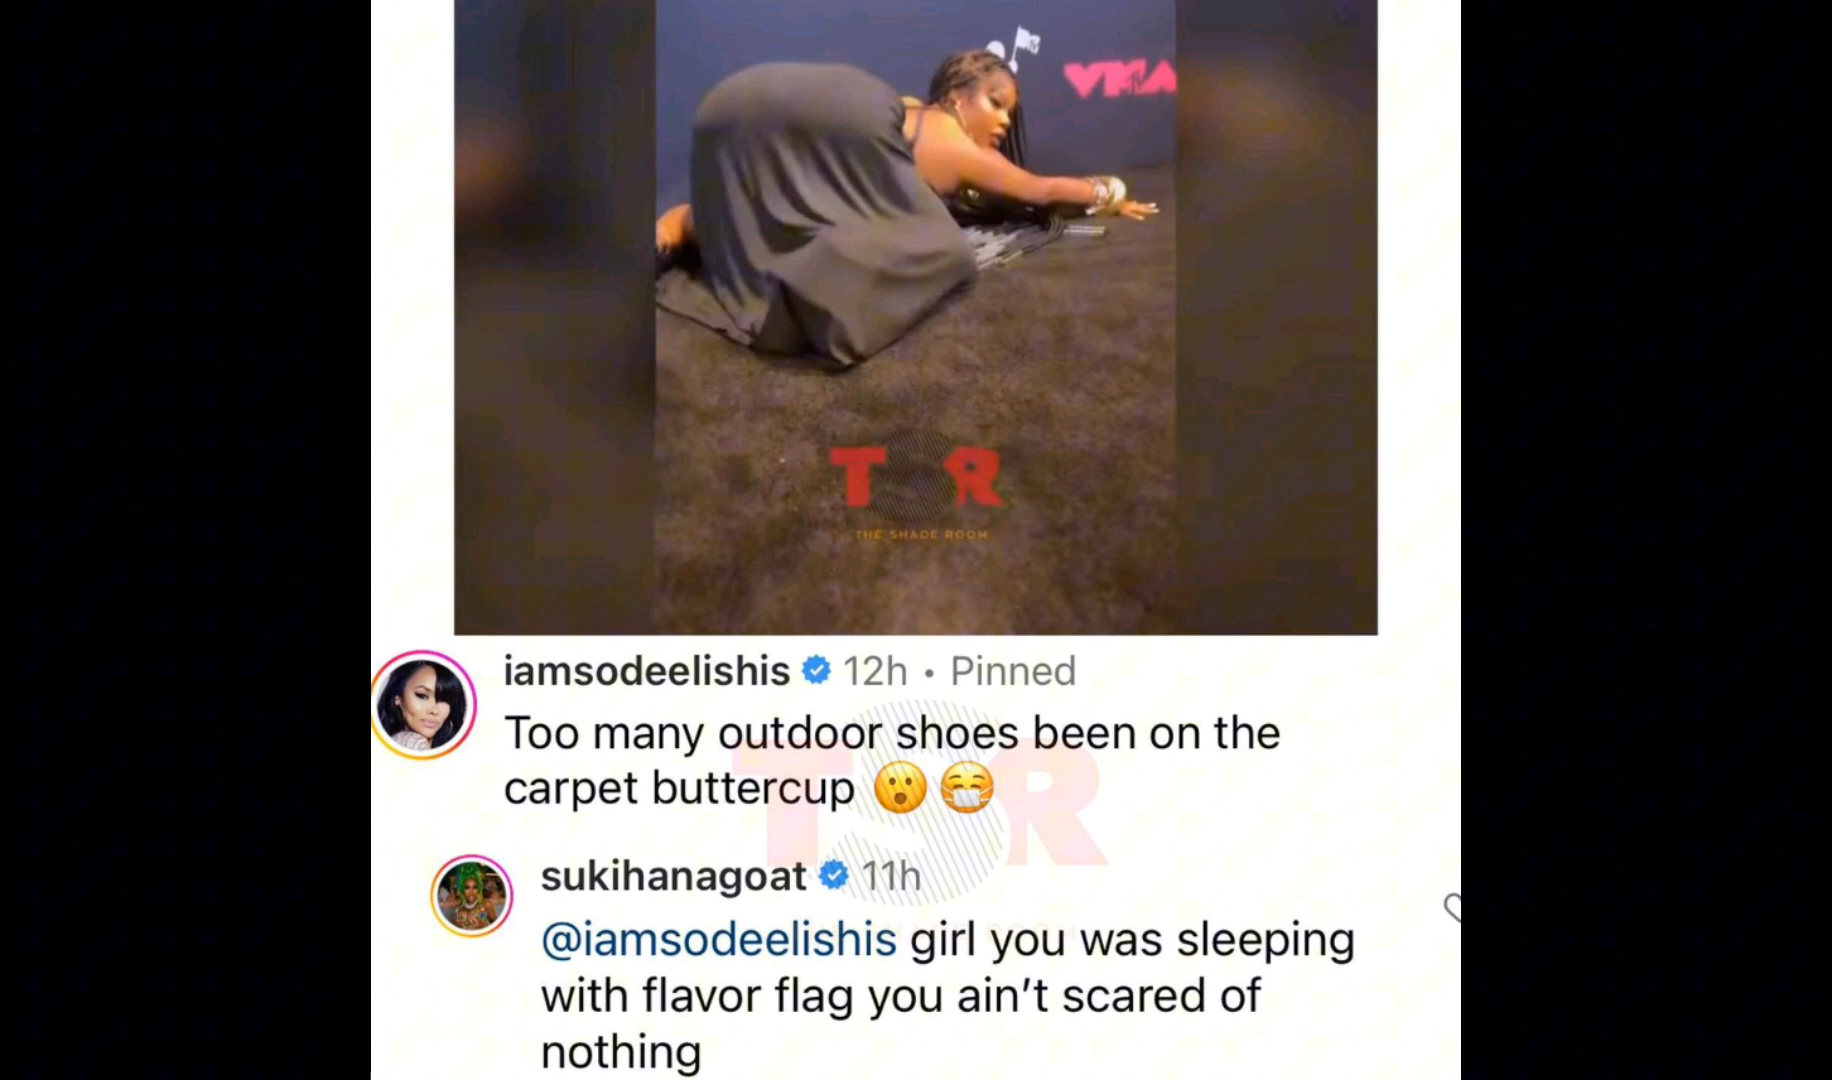 VMA
TSR
THE SHADE ROOM
iamsodeelishis 12h • Pinned
Too many outdoor shoes been on the
carpet buttercup 😮😷
sukihanagoat 11h
@iamsodeelishis girl you was sleeping
with flavor flag you ain't scared of
nothing
TSR